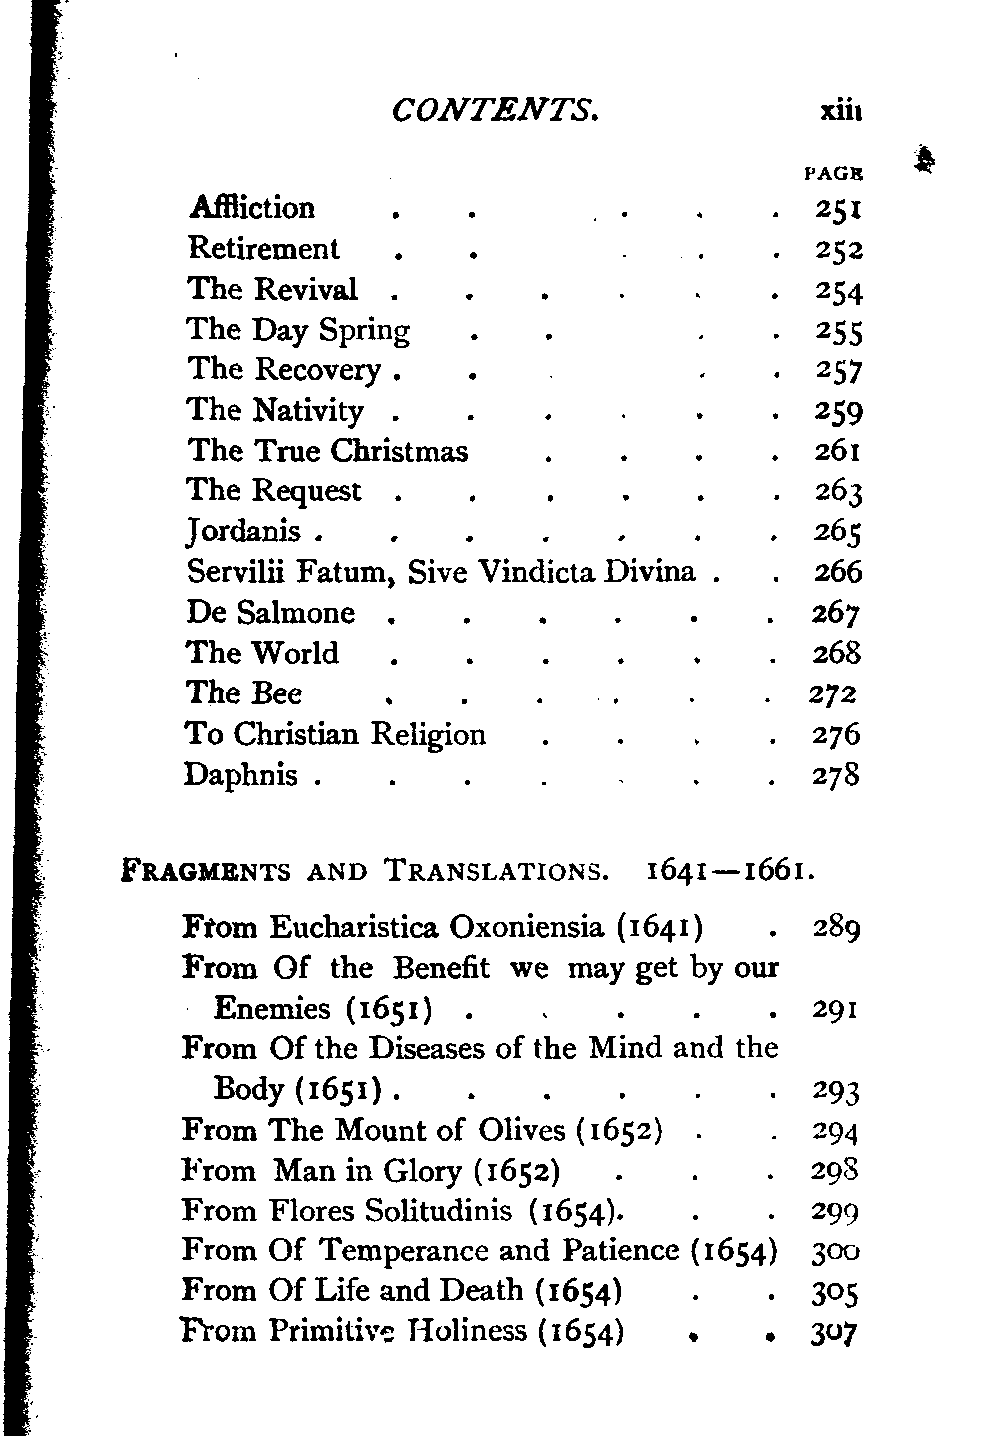 CONTENTS. xiii
PAGE
Affliction . . . . . . 251
Retirement . . . . . 252
The Revival . . . . . . 254
The Day Spring . . . . 255
The Recovery . . . . . 257
The Nativity . . . . . . 259
The True Christmas . . . . 261
The Request . . . . . . 263
Jordanis . . . . . . . 265
Servilii Fatum, Sive Vindicta Divina . . 266
De Salmone . . . . . . 267
The World . . . . . . 268
The Bee . . . . . . 272
To Christian Religion . . . . 276
Daphnis . . . . . . . 278
FRAGMENTS AND TRANSLATIONS. 1641—1661.
From Eucharistica Oxoniensia (1641) . 289
From Of the Benefit we may get by our
Enemies (1651) . . . . . 291
From Of the Diseases of the Mind and the
Body (1651) . . . . . . 293
From The Mount of Olives (1652) . . 294
From Man in Glory (1652) . . . 298
From Flores Solitudinis (1654). . . 299
From Of Temperance and Patience (1654) 300
From Of Life and Death (1654) . . 305
From Primitive Holiness (1654) . . 307